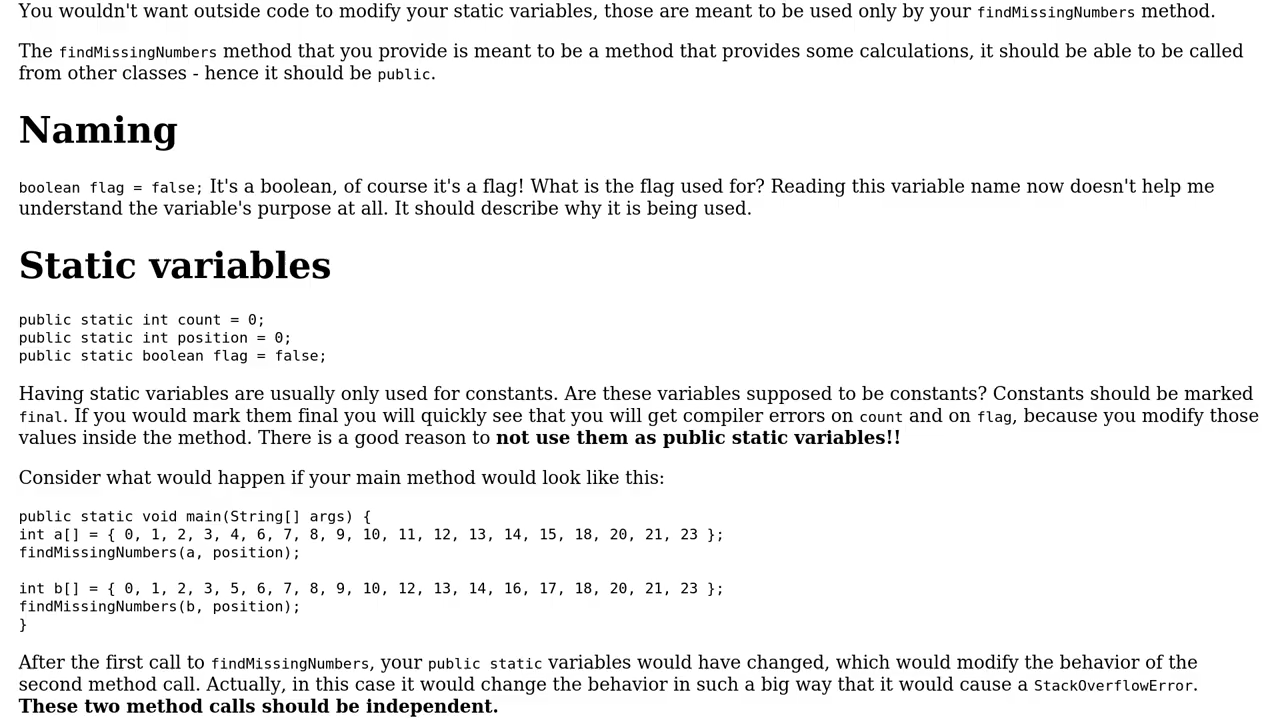 You wouldn't want outside code to modify your static variables, those are meant to be used only by your findMissingNumbers method.
The findMissingNumbers method that you provide is meant to be a method that provides some calculations, it should be able to be called
from other classes - hence it should be public.
Naming
boolean flag = false; It's a boolean, of course it's a flag! What is the flag used for? Reading this variable name now doesn't help me
understand the variable's purpose at all. It should describe why it is being used.
Static variables
public static int count = 0;
public static int position = 0;
public static boolean flag = false;
Having static variables are usually only used for constants. Are these variables supposed to be constants? Constants should be marked
final. If you would mark them final you will quickly see that you will get compiler errors on count and on flag, because you modify those
values inside the method. There is a good reason to not use them as public static variables!!
Consider what would happen if your main method would look like this:
public static void main(String[] args) {
int a[] = { 0, 1, 2, 3, 4, 6, 7, 8, 9, 10, 11, 12, 13, 14, 15, 18, 20, 21, 23 };
findMissingNumbers(a, position);
int b[] = { 0, 1, 2, 3, 5, 6, 7, 8, 9, 10, 12, 13, 14, 16, 17, 18, 20, 21, 23 };
findMissingNumbers(b, position);
}
After the first call to findMissingNumbers, your public static variables would have changed, which would modify the behavior of the
second method call. Actually, in this case it would change the behavior in such a big way that it would cause a StackOverflowError.
These two method calls should be independent.